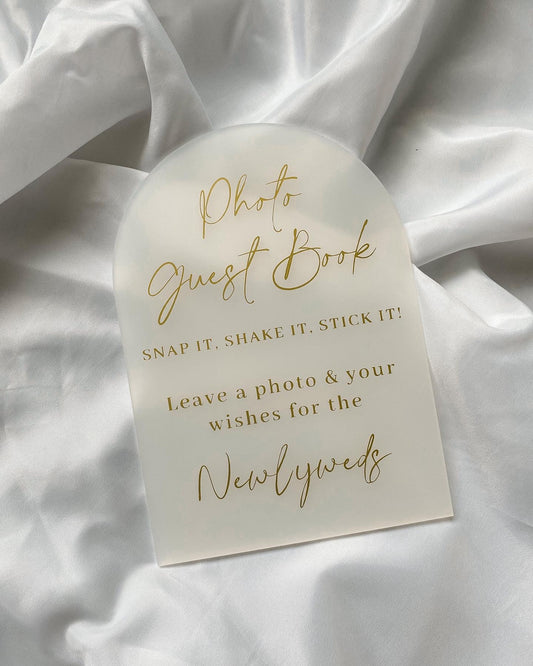 Photo
Guest Book
SNAP IT, SHAKE IT, STICK IT!
Leave a photo & your
wishes for the
Newlyweds